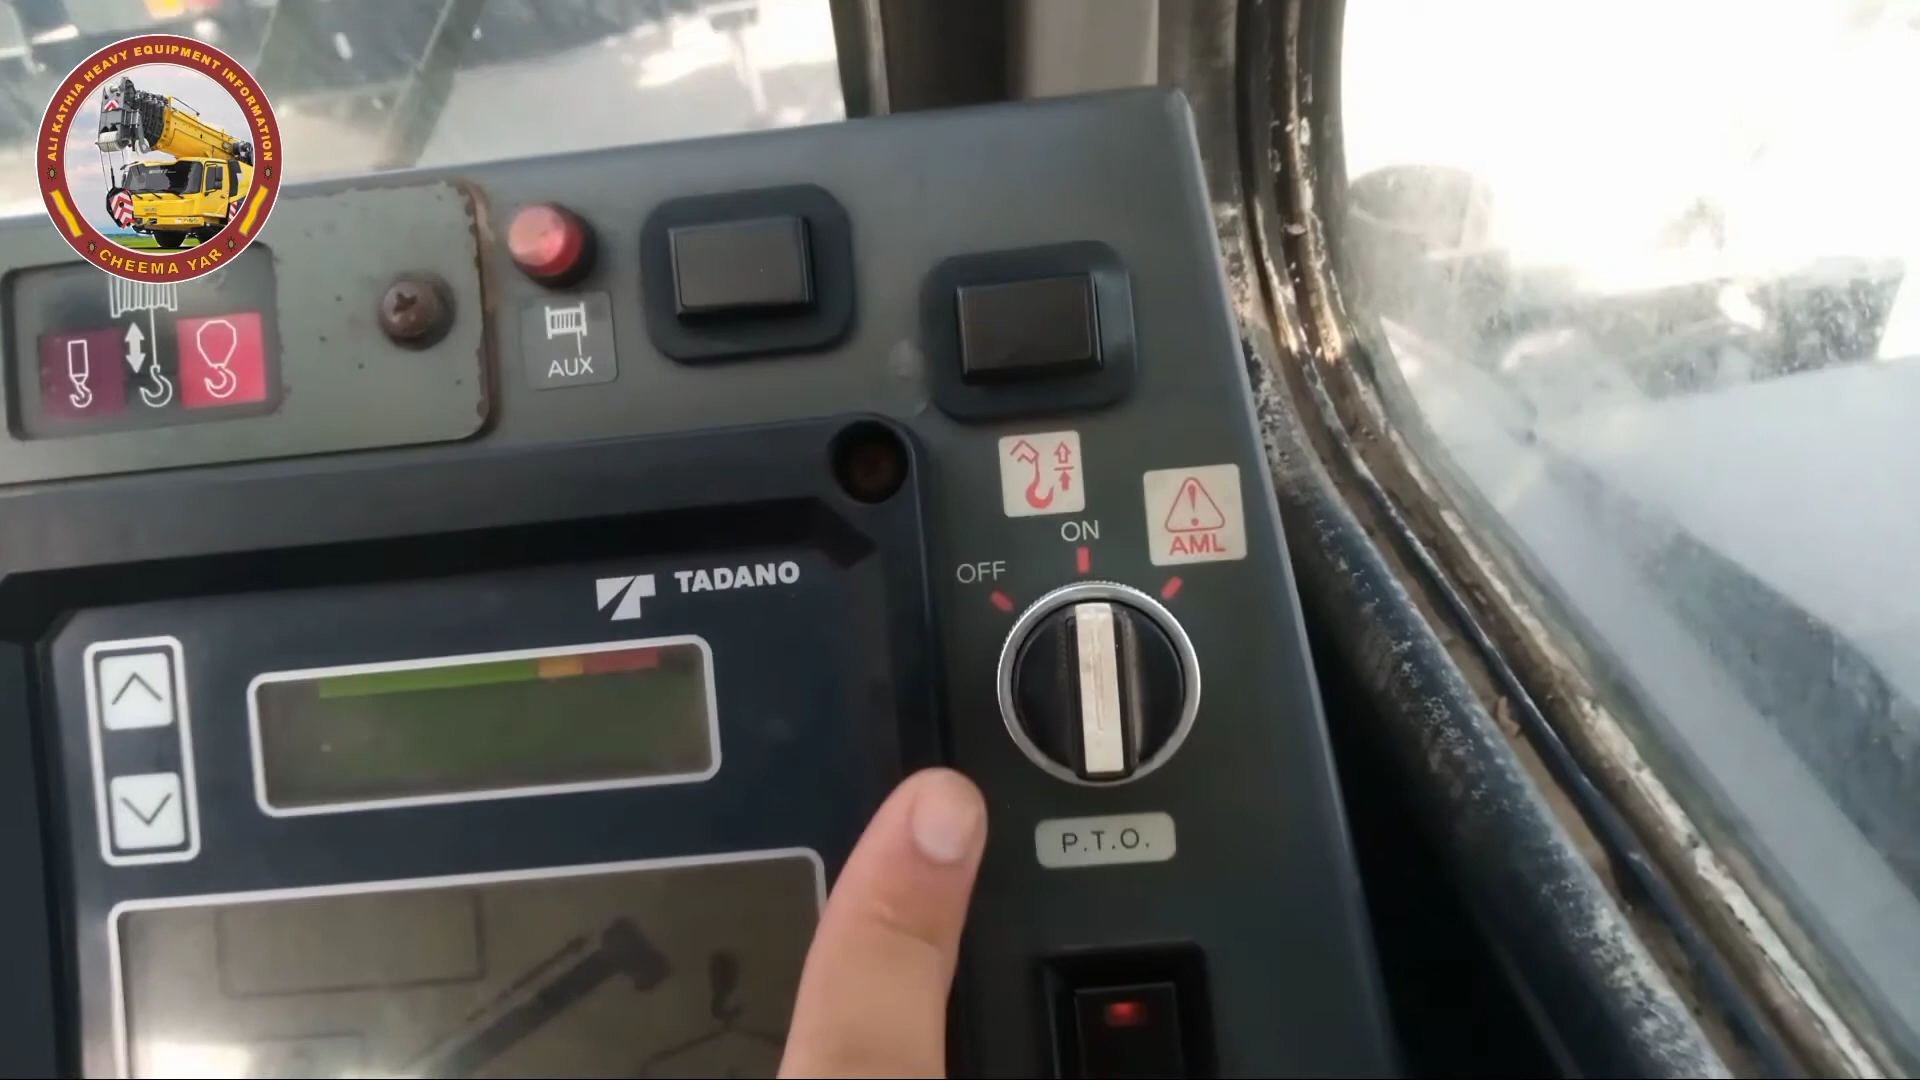 ALI KATHIA HEAVY EQUIPMENT INFORMATION
CHEEMA YAR
AUX
ON
OFF
AML
TADANO
P.T.O.